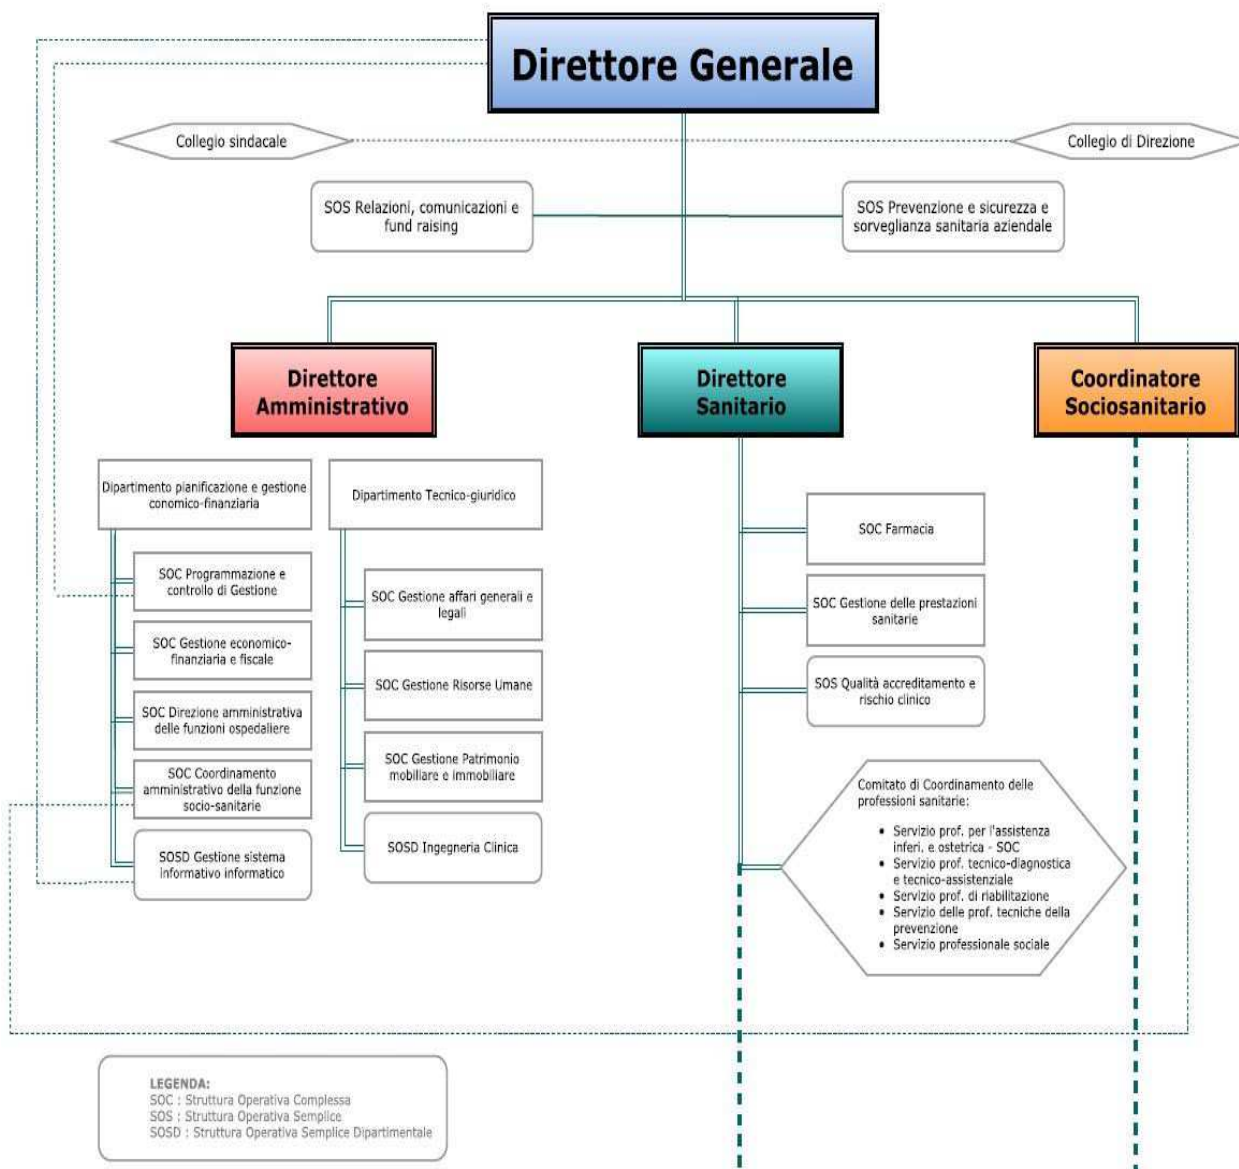 Direttore Generale
Collegio sindacale
Collegio di Direzione
SOS Relazioni, comunicazioni e
fund raising
SOS Prevenzione e sicurezza e
sorveglianza sanitaria aziendale
Direttore
Amministrativo
Direttore
Sanitario
Coordinatore
Sociosanitario
Dipartimento pianificazione e gestione
conomico-finanziaria
SOC Programmazione e
controllo di Gestione
SOC Gestione economico-
finanziaria e fiscale
SOC Direzione amministrativa
delle funzioni ospedaliere
SOC Coordinamento
amministrativo della funzione
socio-sanitarie
SOSD Gestione sistema
informativo informatico
Dipartimento Tecnico-giuridico
SOC Gestione affari generali e
legali
SOC Gestione Risorse Umane
SOC Gestione Patrimonio
mobiliare e immobiliare
SOSD Ingegneria Clinica
SOC Farmacia
SOC Gestione delle prestazioni
sanitarie
SOS Qualità accreditamento e
rischio clinico
Comitato di Coordinamento delle
professioni sanitarie:
• Servizio prof. per l'assistenza
inferi. e ostetrica - SOC
• Servizio prof. tecnico-diagnostica
e tecnico-assistenziale
• Servizio prof. di riabilitazione
• Servizio delle prof. tecniche della
prevenzione
• Servizio professionale sociale
LEGENDA:
SOC : Struttura Operativa Complessa
SOS : Struttura Operativa Semplice
SOSD : Struttura Operativa Semplice Dipartimentale